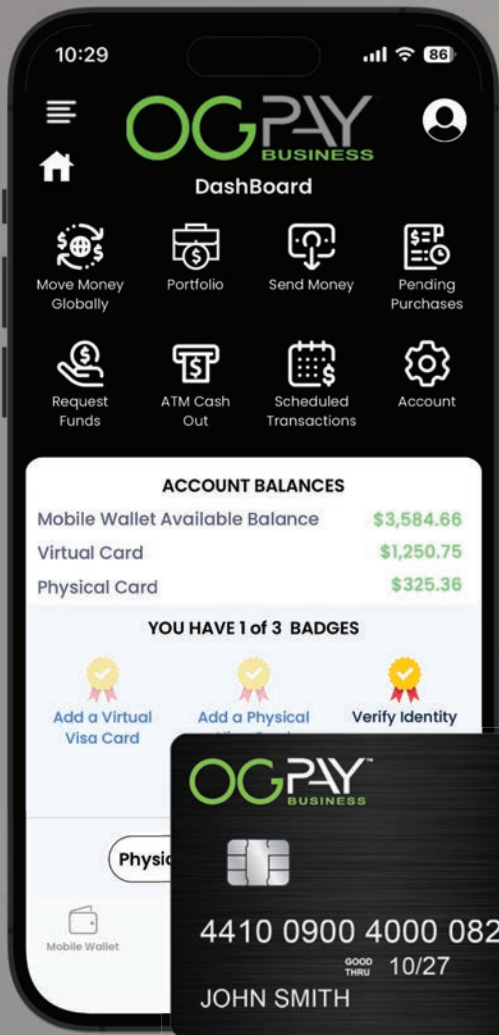 10:29
86
OGPAY
BUSINESS
DashBoard
Move Money
Globally
Portfolio
Send Money
Pending
Purchases
Request
Funds
ATM Cash
Out
Scheduled
Transactions
Account
ACCOUNT BALANCES
Mobile Wallet Available Balance $3,584.66
Virtual Card $1,250.75
Physical Card $325.36
YOU HAVE 1 of 3 BADGES
Add a Virtual
Visa Card
Add a Physical
Verify Identity
OGPAY™
BUSINESS
4410 0900 4000 082
GOOD
THRU 10/27
JOHN SMITH
Mobile Wallet